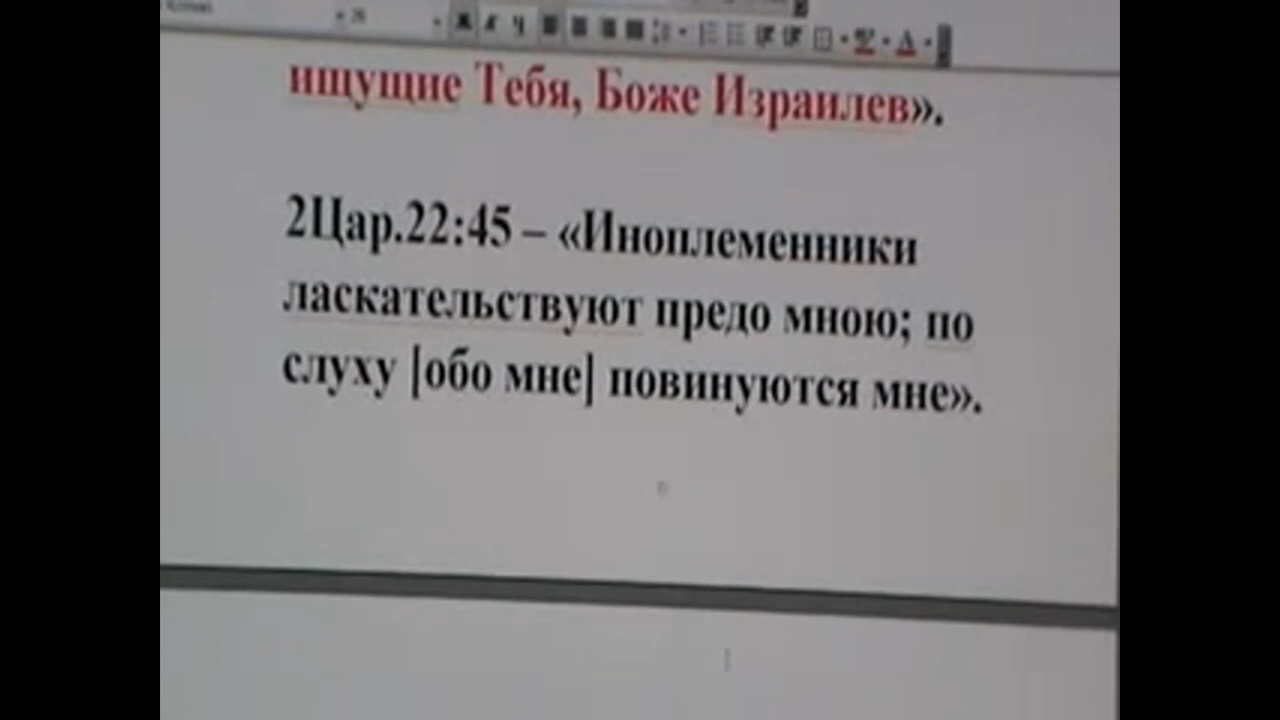 Ж К Ч
ищущие Тебя, Боже Израилев».
2Цар.22:45 – «Иноплеменники
ласкательствуют предо мною; по
слуху [обо мне] повинуются мне».